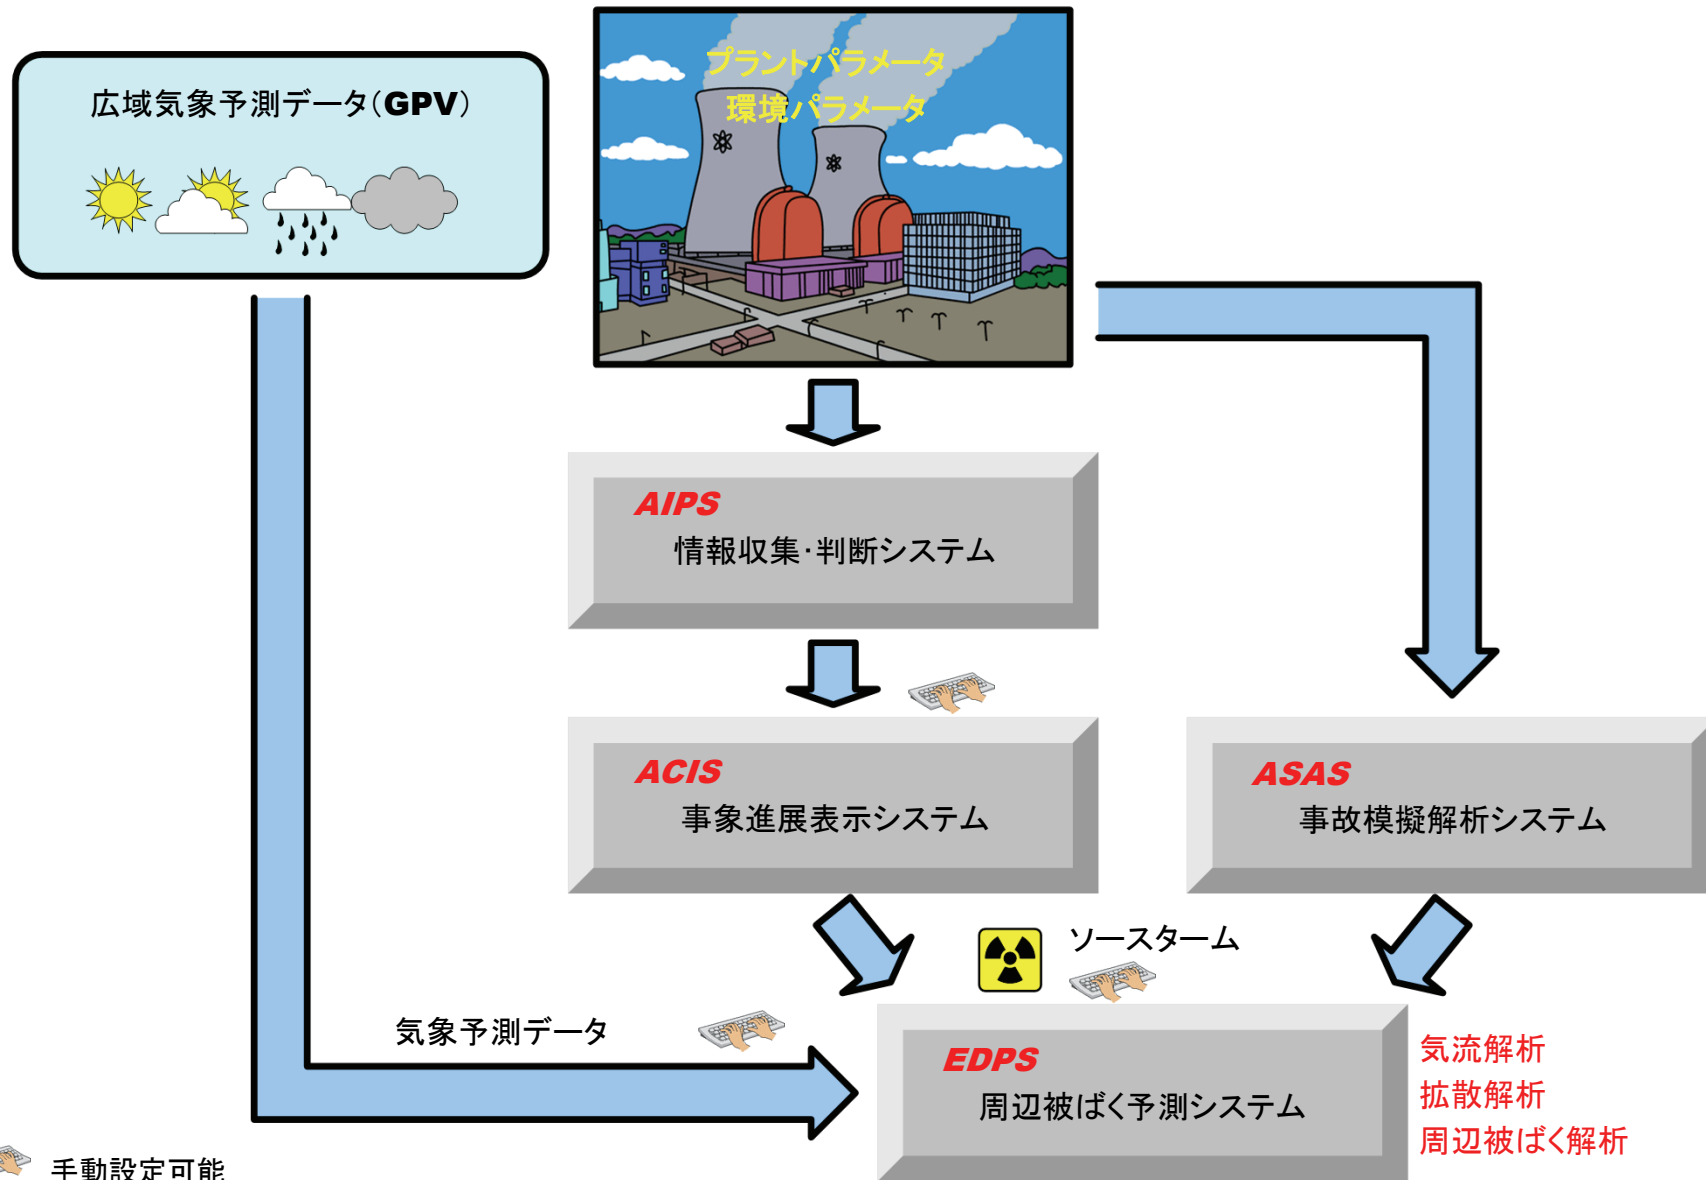 広域気象予測データ(GPV)
プラントパラメータ
環境パラメータ
AIPS
情報収集・判断システム
ACIS
事象進展表示システム
ASAS
事故模擬解析システム
ソースターム
気象予測データ
EDPS
周辺被ばく予測システム
気流解析
拡散解析
周辺被ばく解析
手動設定可能